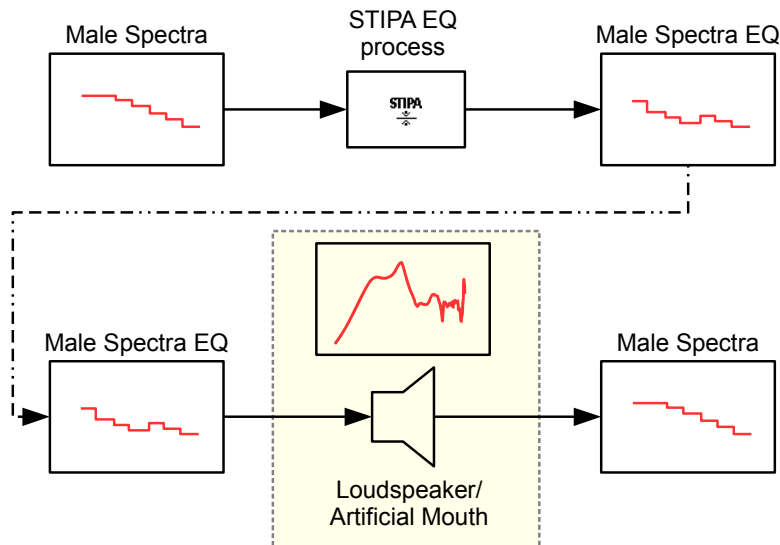 Male Spectra
STIPA EQ
process
Male Spectra EQ
STIPA
Male Spectra EQ
Male Spectra
Loudspeaker/
Artificial Mouth